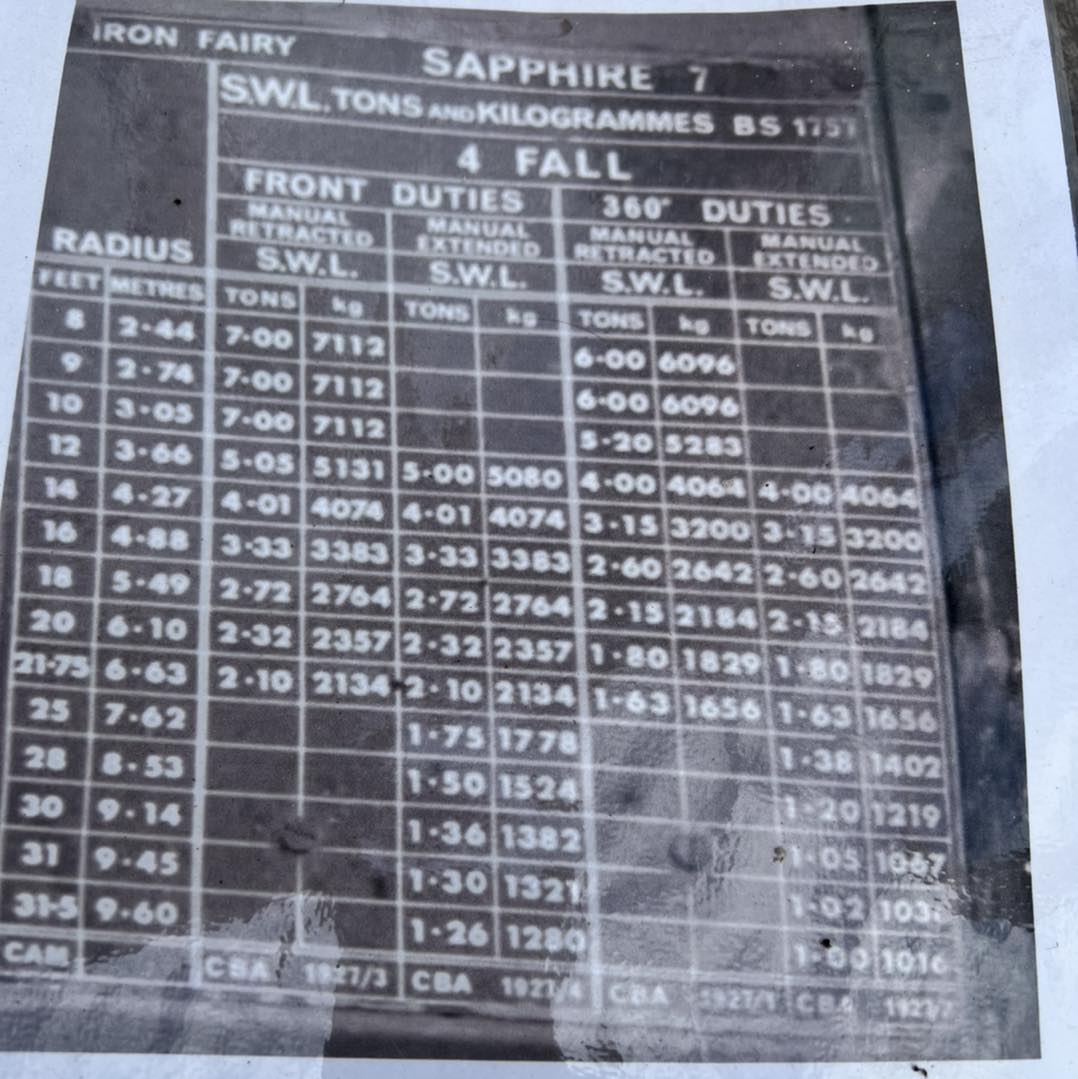 IRON FAIRY SAPPHIRE 7
S.W.L. TONS AND KILOGRAMMES BS 1757
4 FALL
FRONT DUTIES 360° DUTIES
RADIUS MANUAL RETRACTED MANUAL EXTENDED MANUAL RETRACTED MANUAL EXTENDED
S.W.L. S.W.L. S.W.L. S.W.L.
FEET METRES TONS kg TONS kg TONS kg TONS kg
8 2·44 7·00 7112 6·00 6096
9 2·74 7·00 7112 6·00 6096
10 3·05 7·00 7112 5·20 5283
12 3·66 5·05 5131 5·00 5080 4·00 4064 4·00 4064
14 4·27 4·01 4074 4·01 4074 3·15 3200 3·15 3200
16 4·88 3·33 3383 3·33 3383 2·60 2642 2·60 2642
18 5·49 2·72 2764 2·72 2764 2·15 2184 2·15 2184
20 6·10 2·32 2357 2·32 2357 1·80 1829 1·80 1829
21·75 6·63 2·10 2134 2·10 2134 1·63 1656 1·63 1656
25 7·62 1·75 1778 1·38 1402
28 8·53 1·50 1524 1·20 1219
30 9·14 1·36 1382 1·05 1067
31 9·45 1·30 1321 1·02
31·5 9·60 1·26 1280 1·00 1016
CAM CBA 1927/3 CBA 1927/4 CBA CBA